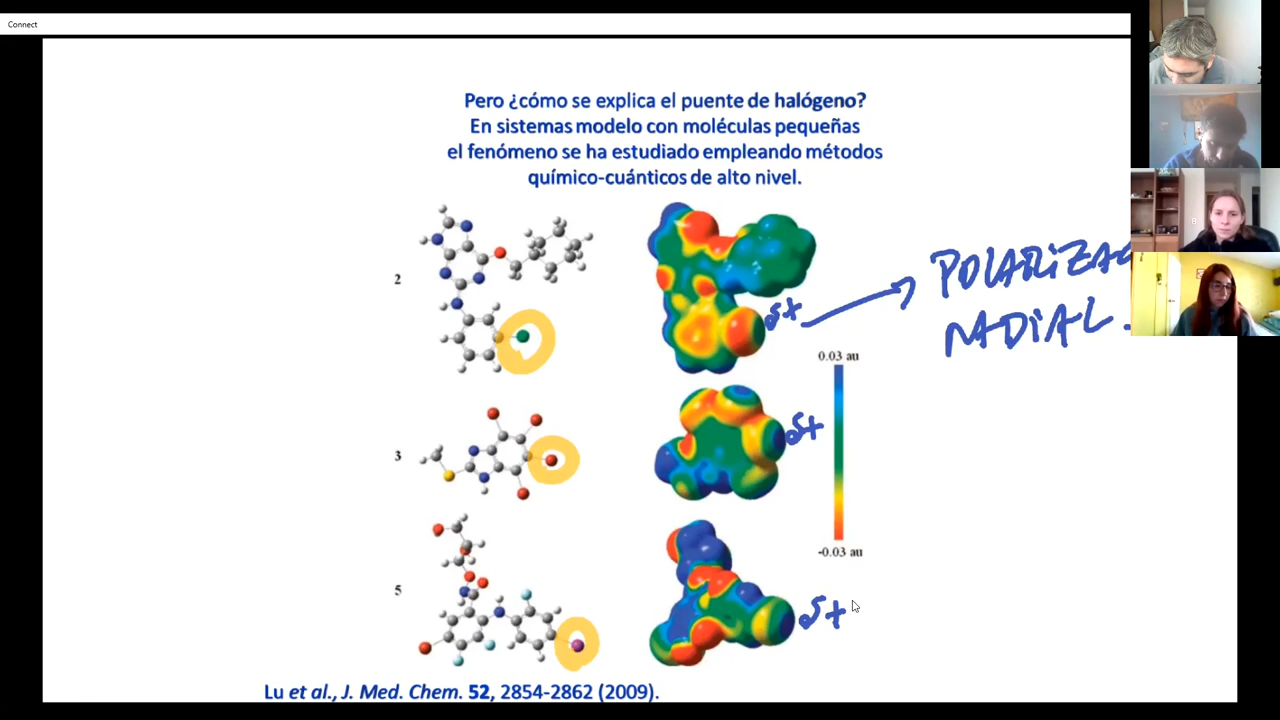 Connect
Pero ¿cómo se explica el puente de halógeno?
En sistemas modelo con moléculas pequeñas
el fenómeno se ha estudiado empleando métodos
químico-cuánticos de alto nivel.
2
δ+
POLARIZAC
RADIAL.
0.03 au
3
δ+
-0.03 au
5
δ+
Lu et al., J. Med. Chem. 52, 2854-2862 (2009).